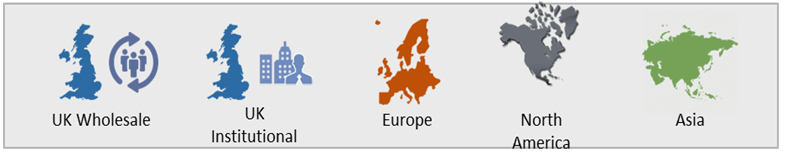 UK Wholesale
UK
Institutional
Europe
North
America
Asia